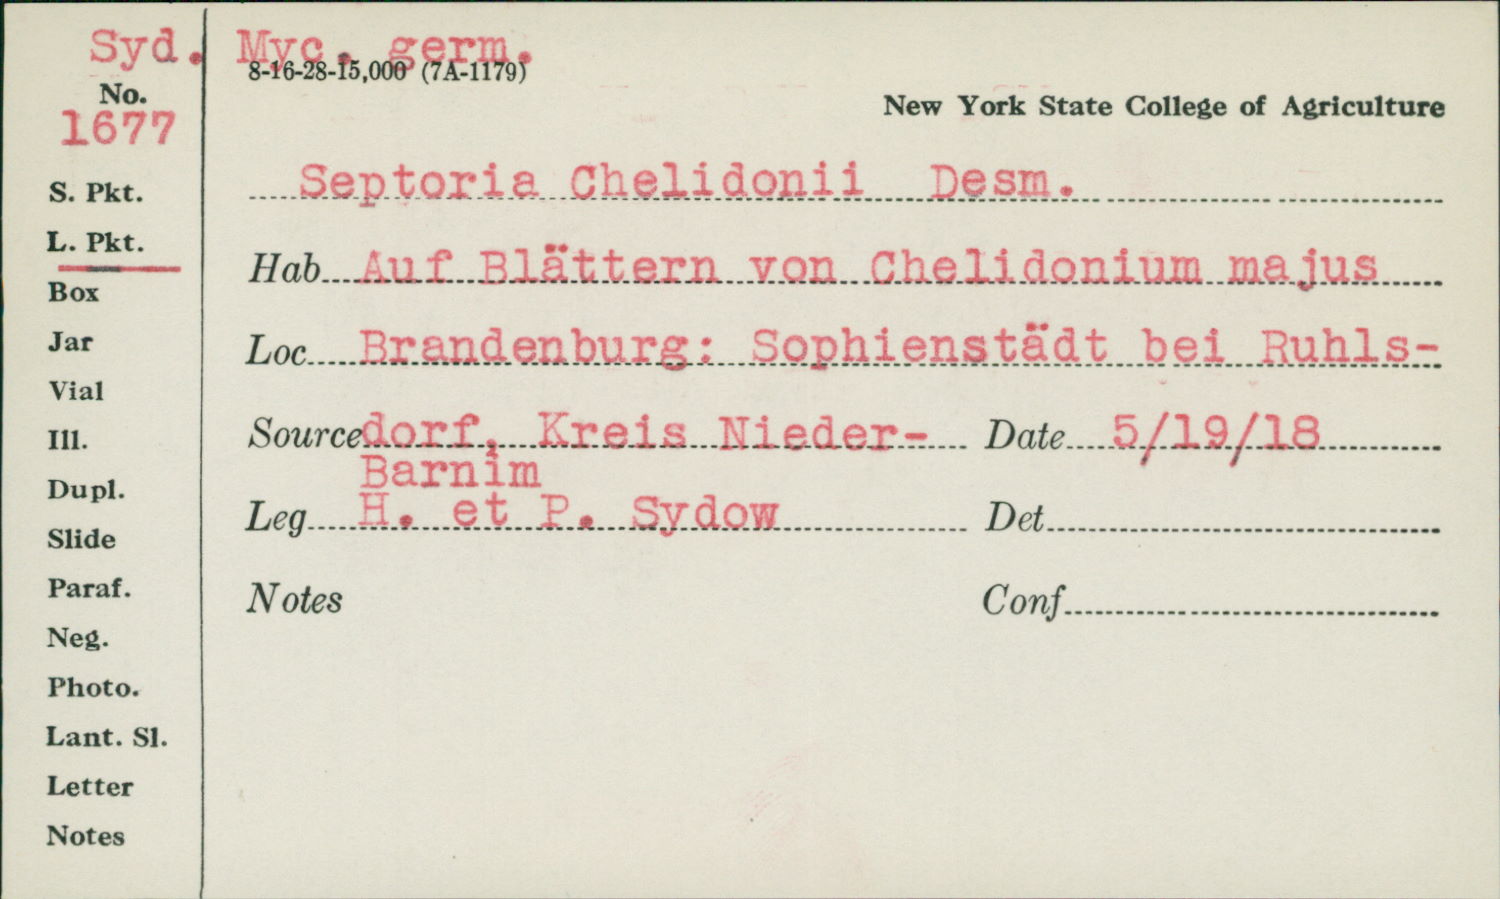 Syd. Myc. germ.
8-16-28-15,000 (7A-1179)
No.
1677
New York State College of Agriculture
S. Pkt.
Septoria Chelidonii Desm.
L. Pkt.
Hab Auf Blättern von Chelidonium majus
Box
Jar
Loc Brandenburg: Sophienstädt bei Ruhls-
Vial
Ill.
Source dorf, Kreis Nieder- Date 5/19/18
Barnim
Dupl.
Leg H. et P. Sydow Det
Slide
Paraf.
Notes Conf
Neg.
Photo.
Lant. Sl.
Letter
Notes